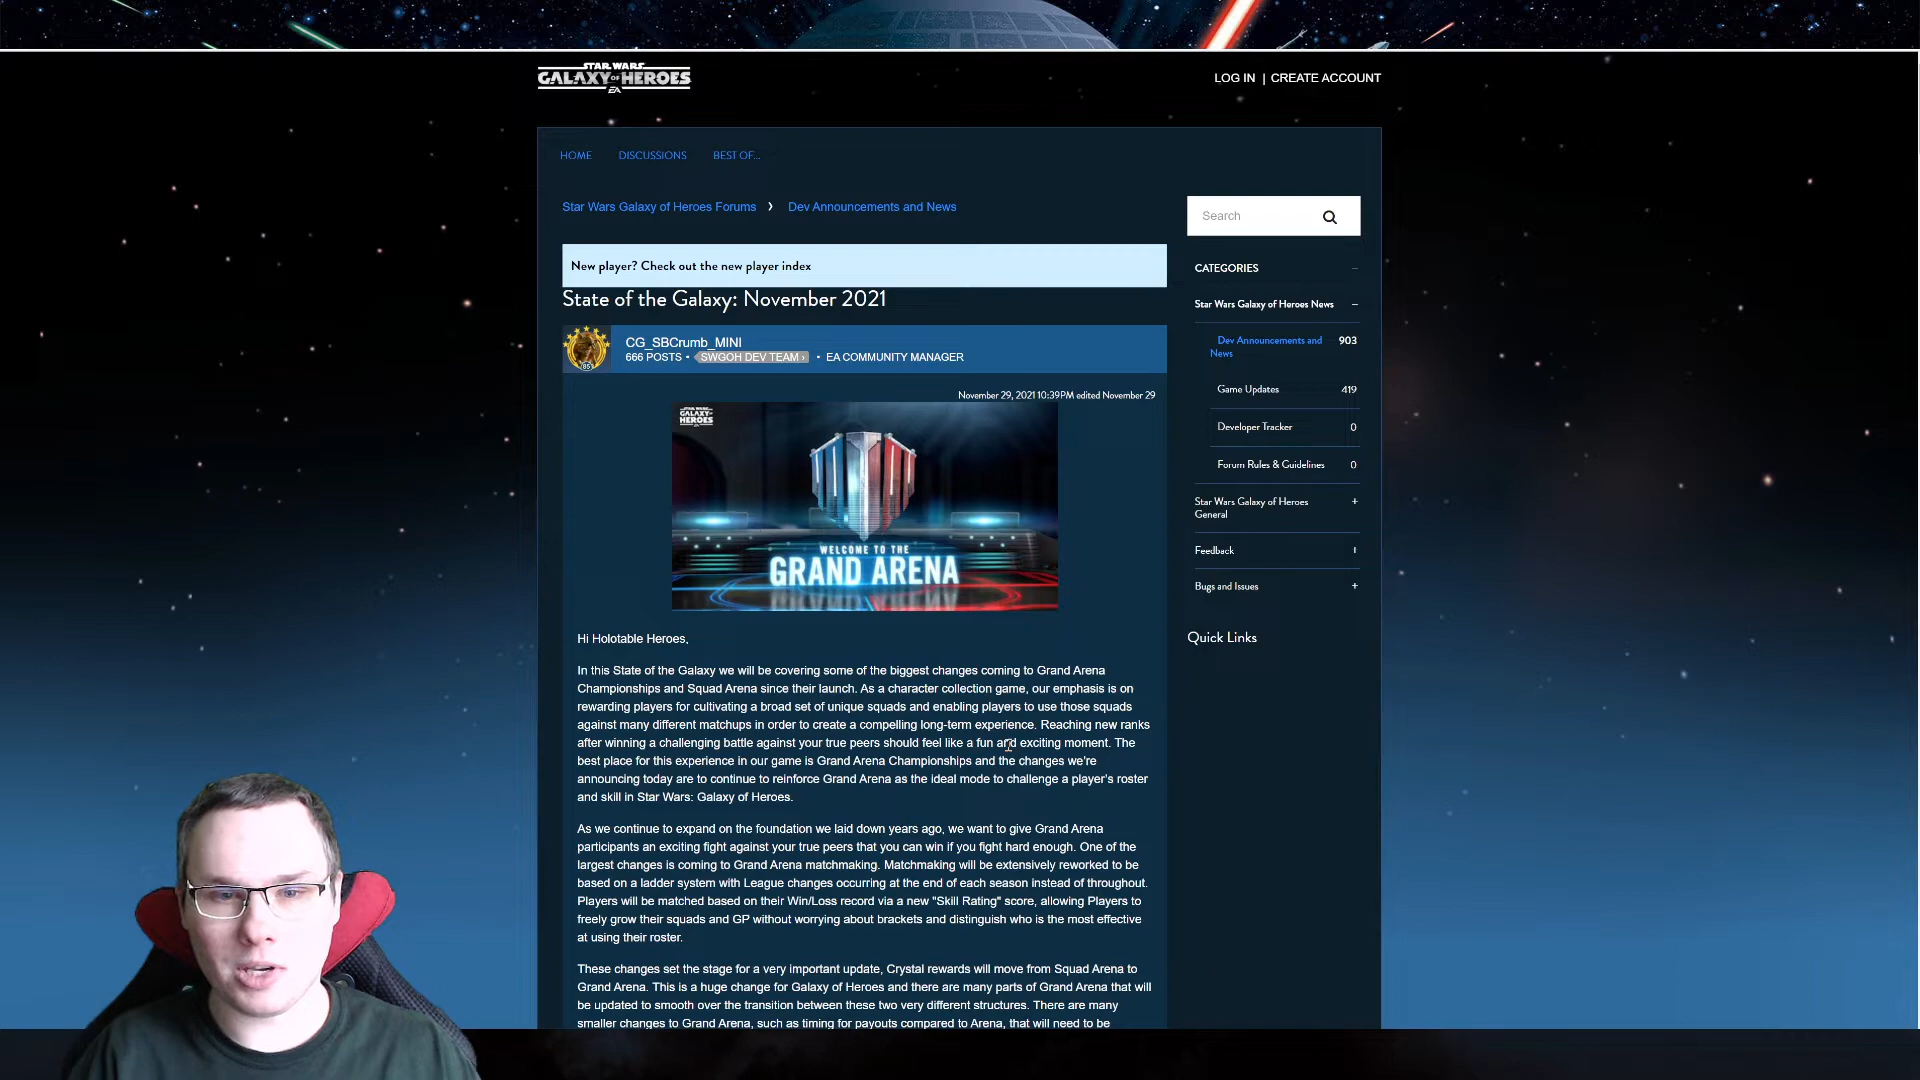 STAR WARS
GALAXY OF HEROES
EA
LOG IN | CREATE ACCOUNT
HOME DISCUSSIONS BEST OF...
Star Wars Galaxy of Heroes Forums › Dev Announcements and News
Search
New player? Check out the new player index
State of the Galaxy: November 2021
CG_SBCrumb_MINI
666 POSTS • SWGOH DEV TEAM › • EA COMMUNITY MANAGER
85
November 29, 2021 10:39PM edited November 29
STAR WARS
GALAXY OF
HEROES
WELCOME TO THE
GRAND ARENA
Hi Holotable Heroes,
In this State of the Galaxy we will be covering some of the biggest changes coming to Grand Arena
Championships and Squad Arena since their launch. As a character collection game, our emphasis is on
rewarding players for cultivating a broad set of unique squads and enabling players to use those squads
against many different matchups in order to create a compelling long-term experience. Reaching new ranks
after winning a challenging battle against your true peers should feel like a fun and exciting moment. The
best place for this experience in our game is Grand Arena Championships and the changes we're
announcing today are to continue to reinforce Grand Arena as the ideal mode to challenge a player's roster
and skill in Star Wars: Galaxy of Heroes.
As we continue to expand on the foundation we laid down years ago, we want to give Grand Arena
participants an exciting fight against your true peers that you can win if you fight hard enough. One of the
largest changes is coming to Grand Arena matchmaking. Matchmaking will be extensively reworked to be
based on a ladder system with League changes occurring at the end of each season instead of throughout.
Players will be matched based on their Win/Loss record via a new "Skill Rating" score, allowing Players to
freely grow their squads and GP without worrying about brackets and distinguish who is the most effective
at using their roster.
These changes set the stage for a very important update, Crystal rewards will move from Squad Arena to
Grand Arena. This is a huge change for Galaxy of Heroes and there are many parts of Grand Arena that will
be updated to smooth over the transition between these two very different structures. There are many
smaller changes to Grand Arena, such as timing for payouts compared to Arena, that will need to be
CATEGORIES –
Star Wars Galaxy of Heroes News –
Dev Announcements and 903
News
Game Updates 419
Developer Tracker 0
Forum Rules & Guidelines 0
Star Wars Galaxy of Heroes +
General
Feedback +
Bugs and Issues +
Quick Links